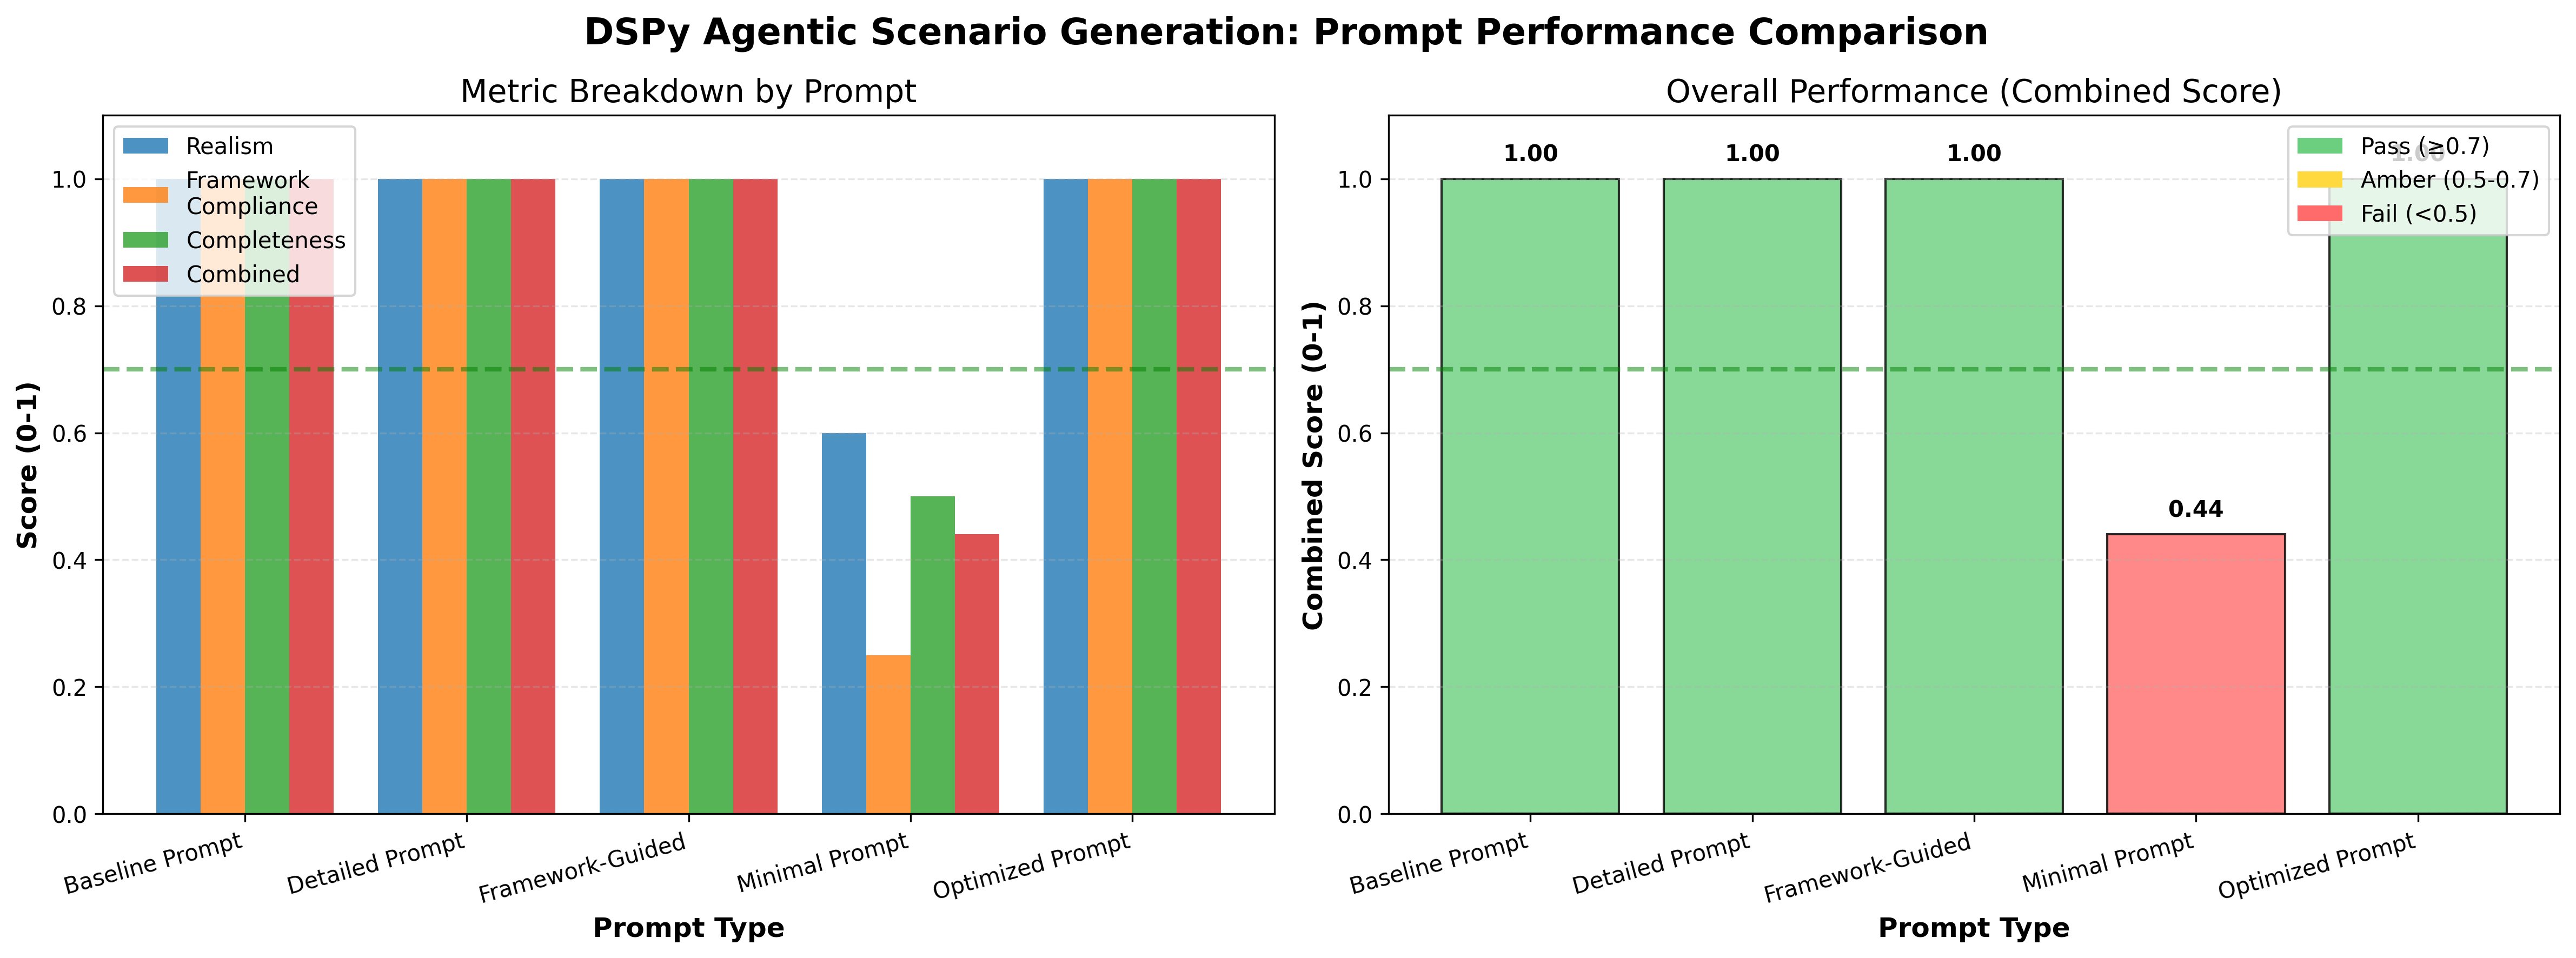 DSPy Agentic Scenario Generation: Prompt Performance Comparison
Metric Breakdown by Prompt
Realism
Framework
Compliance
Completeness
Combined
Score (0-1)
1.0
0.8
0.6
0.4
0.2
0.0
Baseline Prompt
Detailed Prompt
Framework-Guided
Minimal Prompt
Optimized Prompt
Prompt Type
Overall Performance (Combined Score)
1.00
1.00
1.00
0.44
1.00
Pass (≥0.7)
Amber (0.5-0.7)
Fail (<0.5)
Combined Score (0-1)
1.0
0.8
0.6
0.4
0.2
0.0
Baseline Prompt
Detailed Prompt
Framework-Guided
Minimal Prompt
Optimized Prompt
Prompt Type